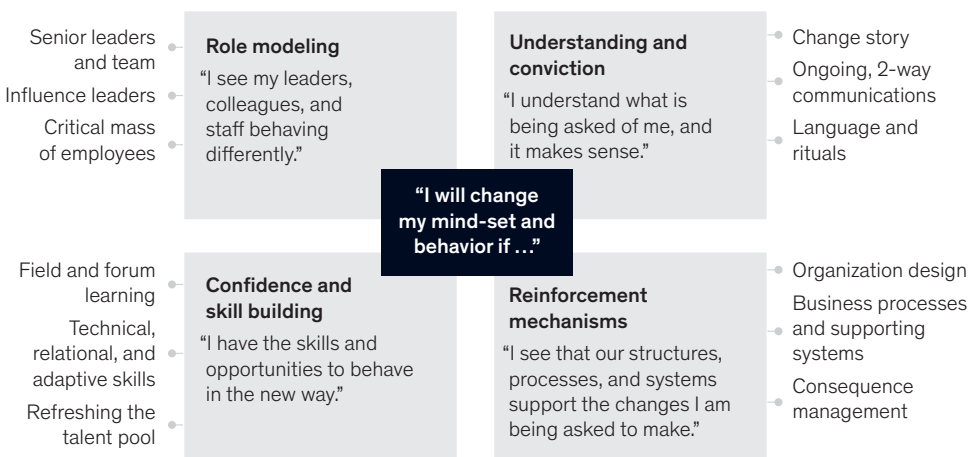 Senior leaders
and team
Influence leaders
Critical mass
of employees
Role modeling
“I see my leaders,
colleagues, and
staff behaving
differently.”
Understanding and
conviction
“I understand what is
being asked of me, and
it makes sense.”
Change story
Ongoing, 2-way
communications
Language and
rituals
“I will change
my mind-set and
behavior if …”
Field and forum
learning
Technical,
relational, and
adaptive skills
Refreshing the
talent pool
Confidence and
skill building
“I have the skills and
opportunities to behave
in the new way.”
Reinforcement
mechanisms
“I see that our structures,
processes, and systems
support the changes I am
being asked to make.”
Organization design
Business processes
and supporting
systems
Consequence
management